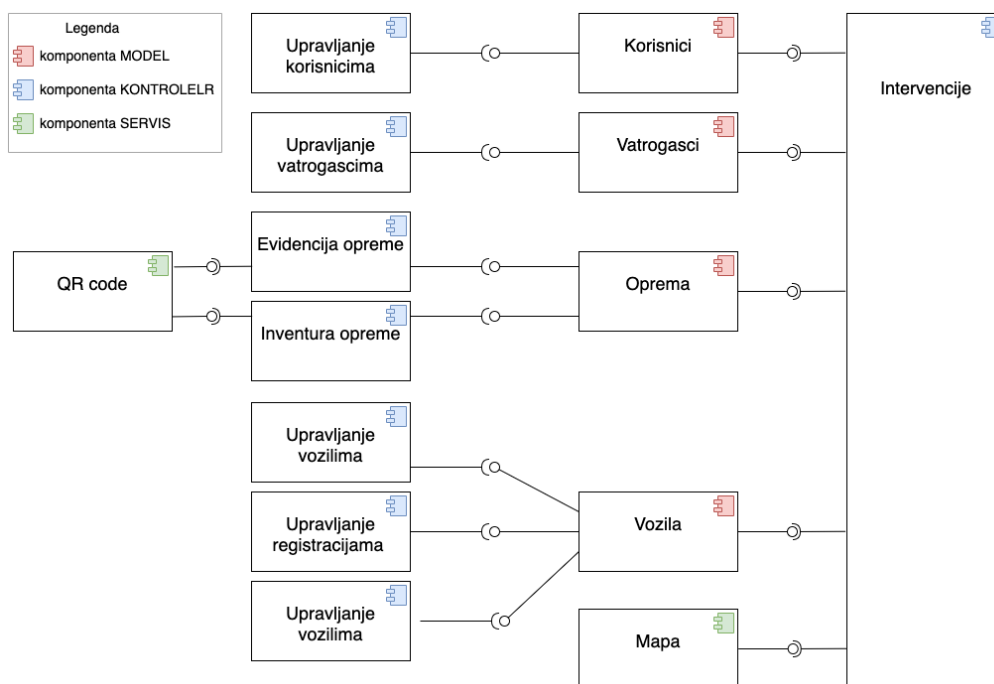 Legenda
komponenta MODEL
komponenta KONTROLELR
komponenta SERVIS
Upravljanje
korisnicima
Korisnici
Intervencije
Upravljanje
vatrogascima
Vatrogasci
QR code
Evidencija opreme
Inventura opreme
Oprema
Upravljanje
vozilima
Upravljanje
registracijama
Vozila
Upravljanje
vozilima
Mapa